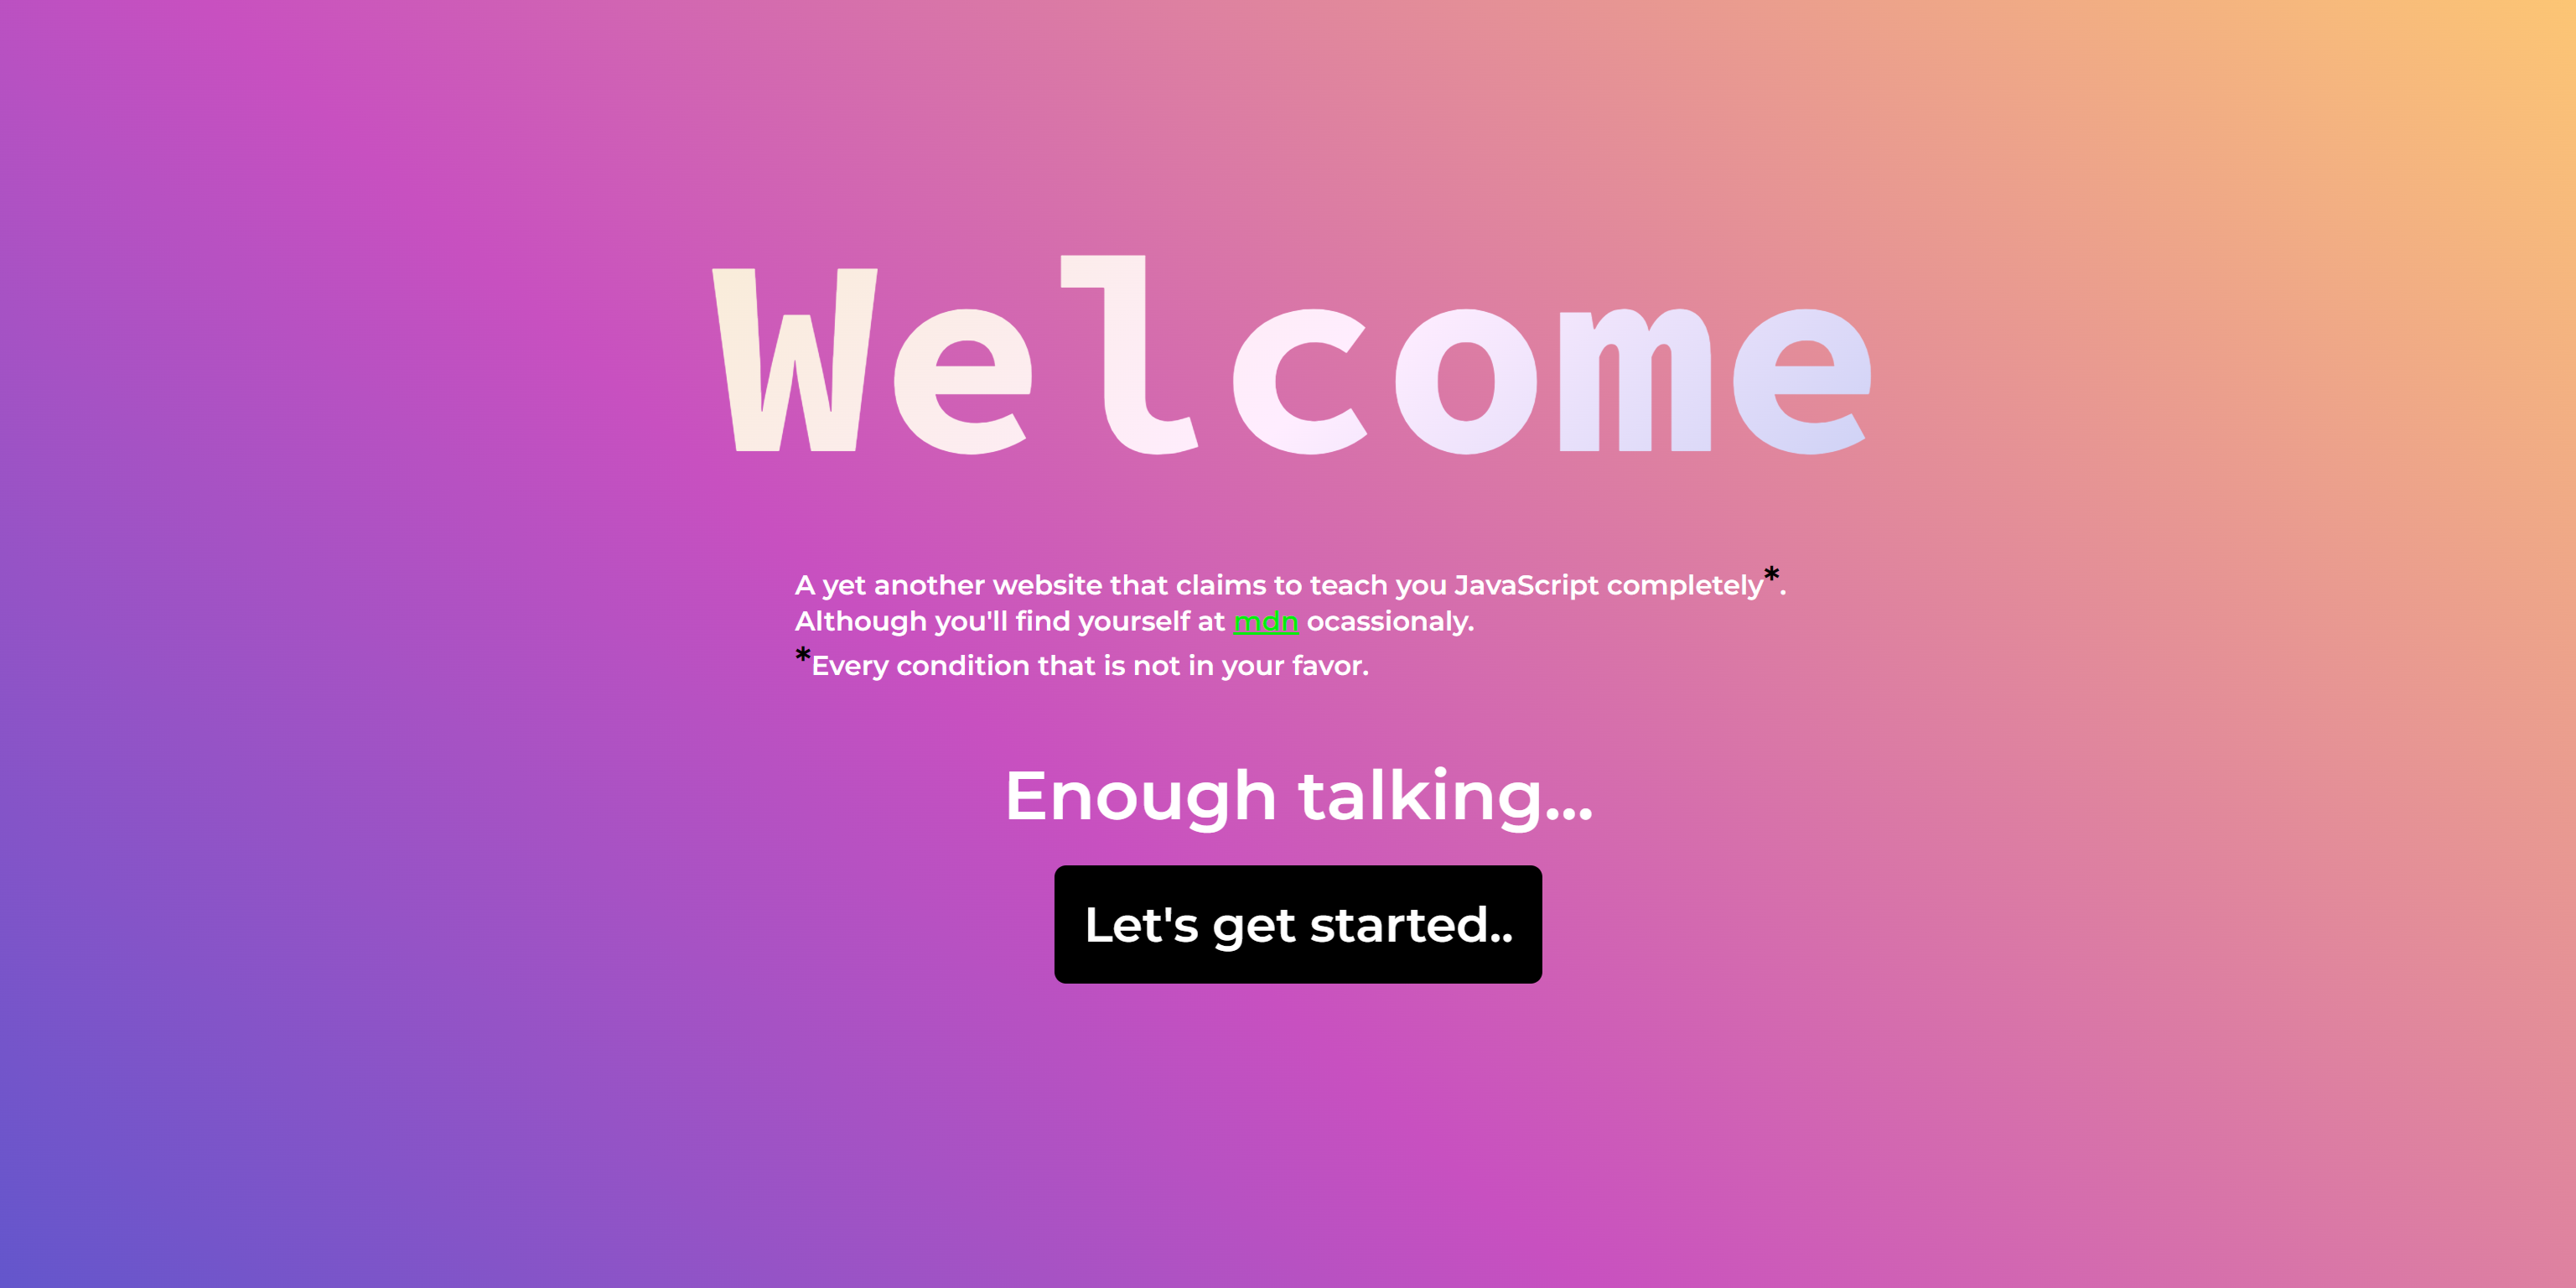 Welcome
A yet another website that claims to teach you JavaScript completely*.
Although you'll find yourself at mdn ocassionaly.
*Every condition that is not in your favor.
Enough talking...
Let's get started..